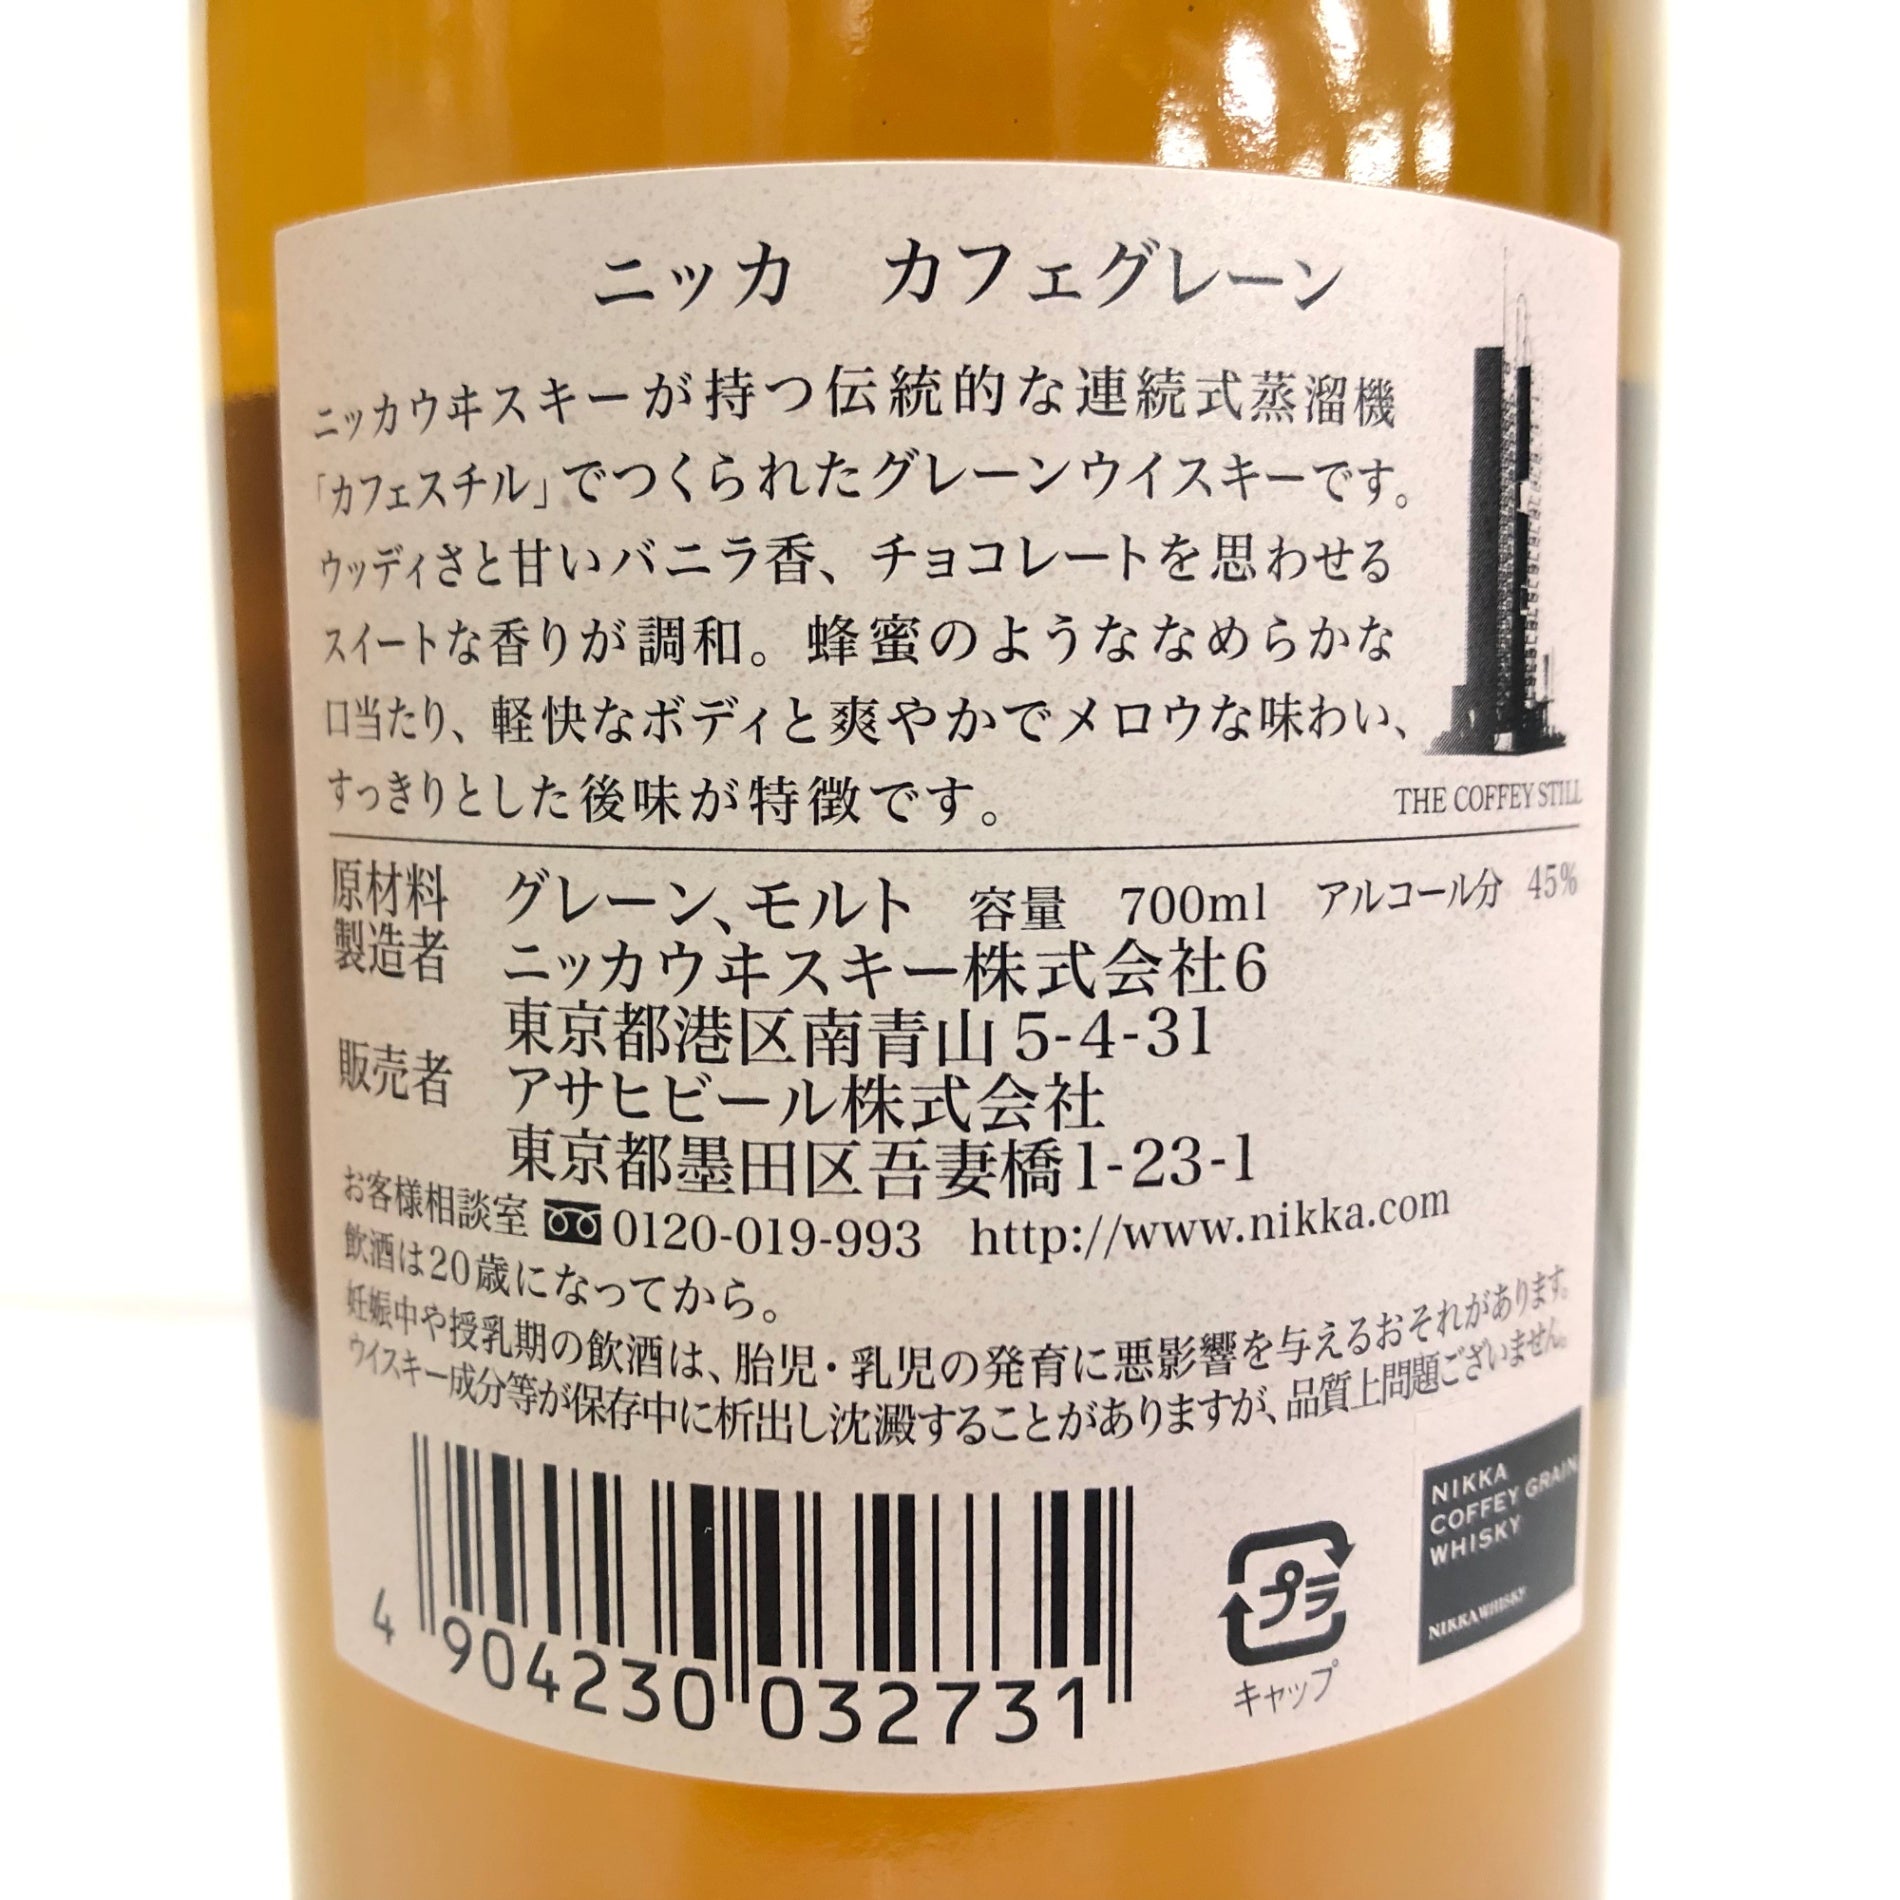 ニッカ　カフェグレーン
ニッカウヰスキーが持つ伝統的な連続式蒸溜機
「カフェスチル」でつくられたグレーンウイスキーです。
ウッディさと甘いバニラ香、チョコレートを思わせる
スイートな香りが調和。蜂蜜のようななめらかな
口当たり、軽快なボディと爽やかでメロウな味わい、
すっきりとした後味が特徴です。
THE COFFEY STILL
原材料　グレーン、モルト　容量　700ml　アルコール分　45%
製造者　ニッカウヰスキー株式会社6
東京都港区南青山5-4-31
販売者　アサヒビール株式会社
東京都墨田区吾妻橋1-23-1
お客様相談室 0120-019-993　http://www.nikka.com
飲酒は20歳になってから。
妊娠中や授乳期の飲酒は、胎児・乳児の発育に悪影響を与えるおそれがあります。
ウイスキー成分等が保存中に析出し沈澱することがありますが、品質上問題ございません。
4 904230 032731
プラ
キャップ
NIKKA
COFFEY GRAIN
WHISKY
NIKKA WHISKY